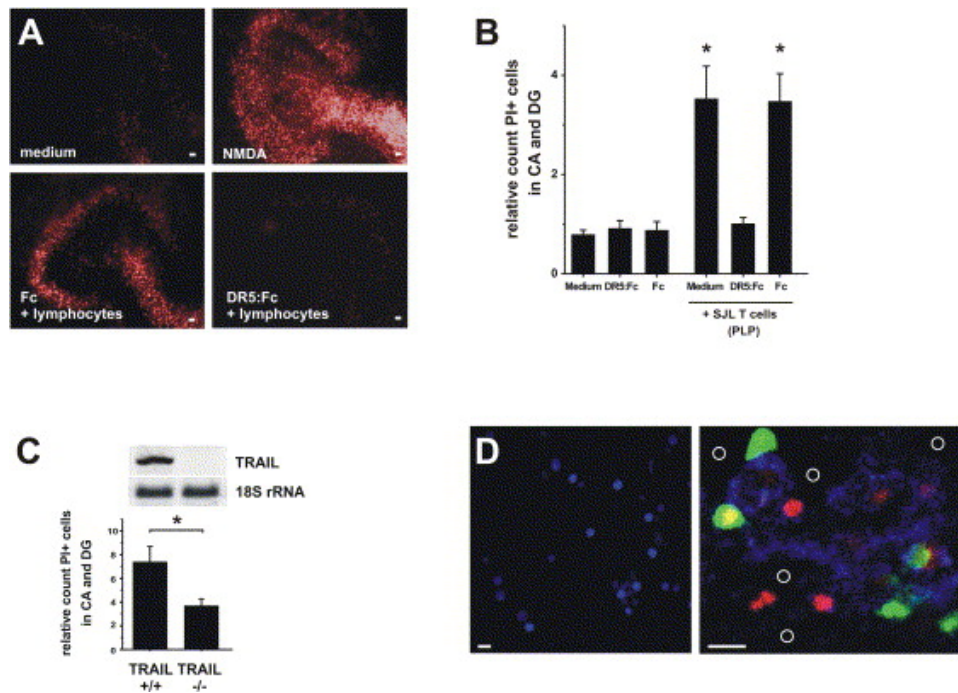 A
medium
NMDA
Fc
+ lymphocytes
DR5:Fc
+ lymphocytes
B
relative count PI+ cells
in CA and DG
4
2
0
*
*
Medium DR5:Fc Fc Medium DR5:Fc Fc
+ SJL T cells
(PLP)
C
TRAIL
18S rRNA
relative count PI+ cells
in CA and DG
10
8
6
4
2
0
*
TRAIL TRAIL
+/+ -/-
D